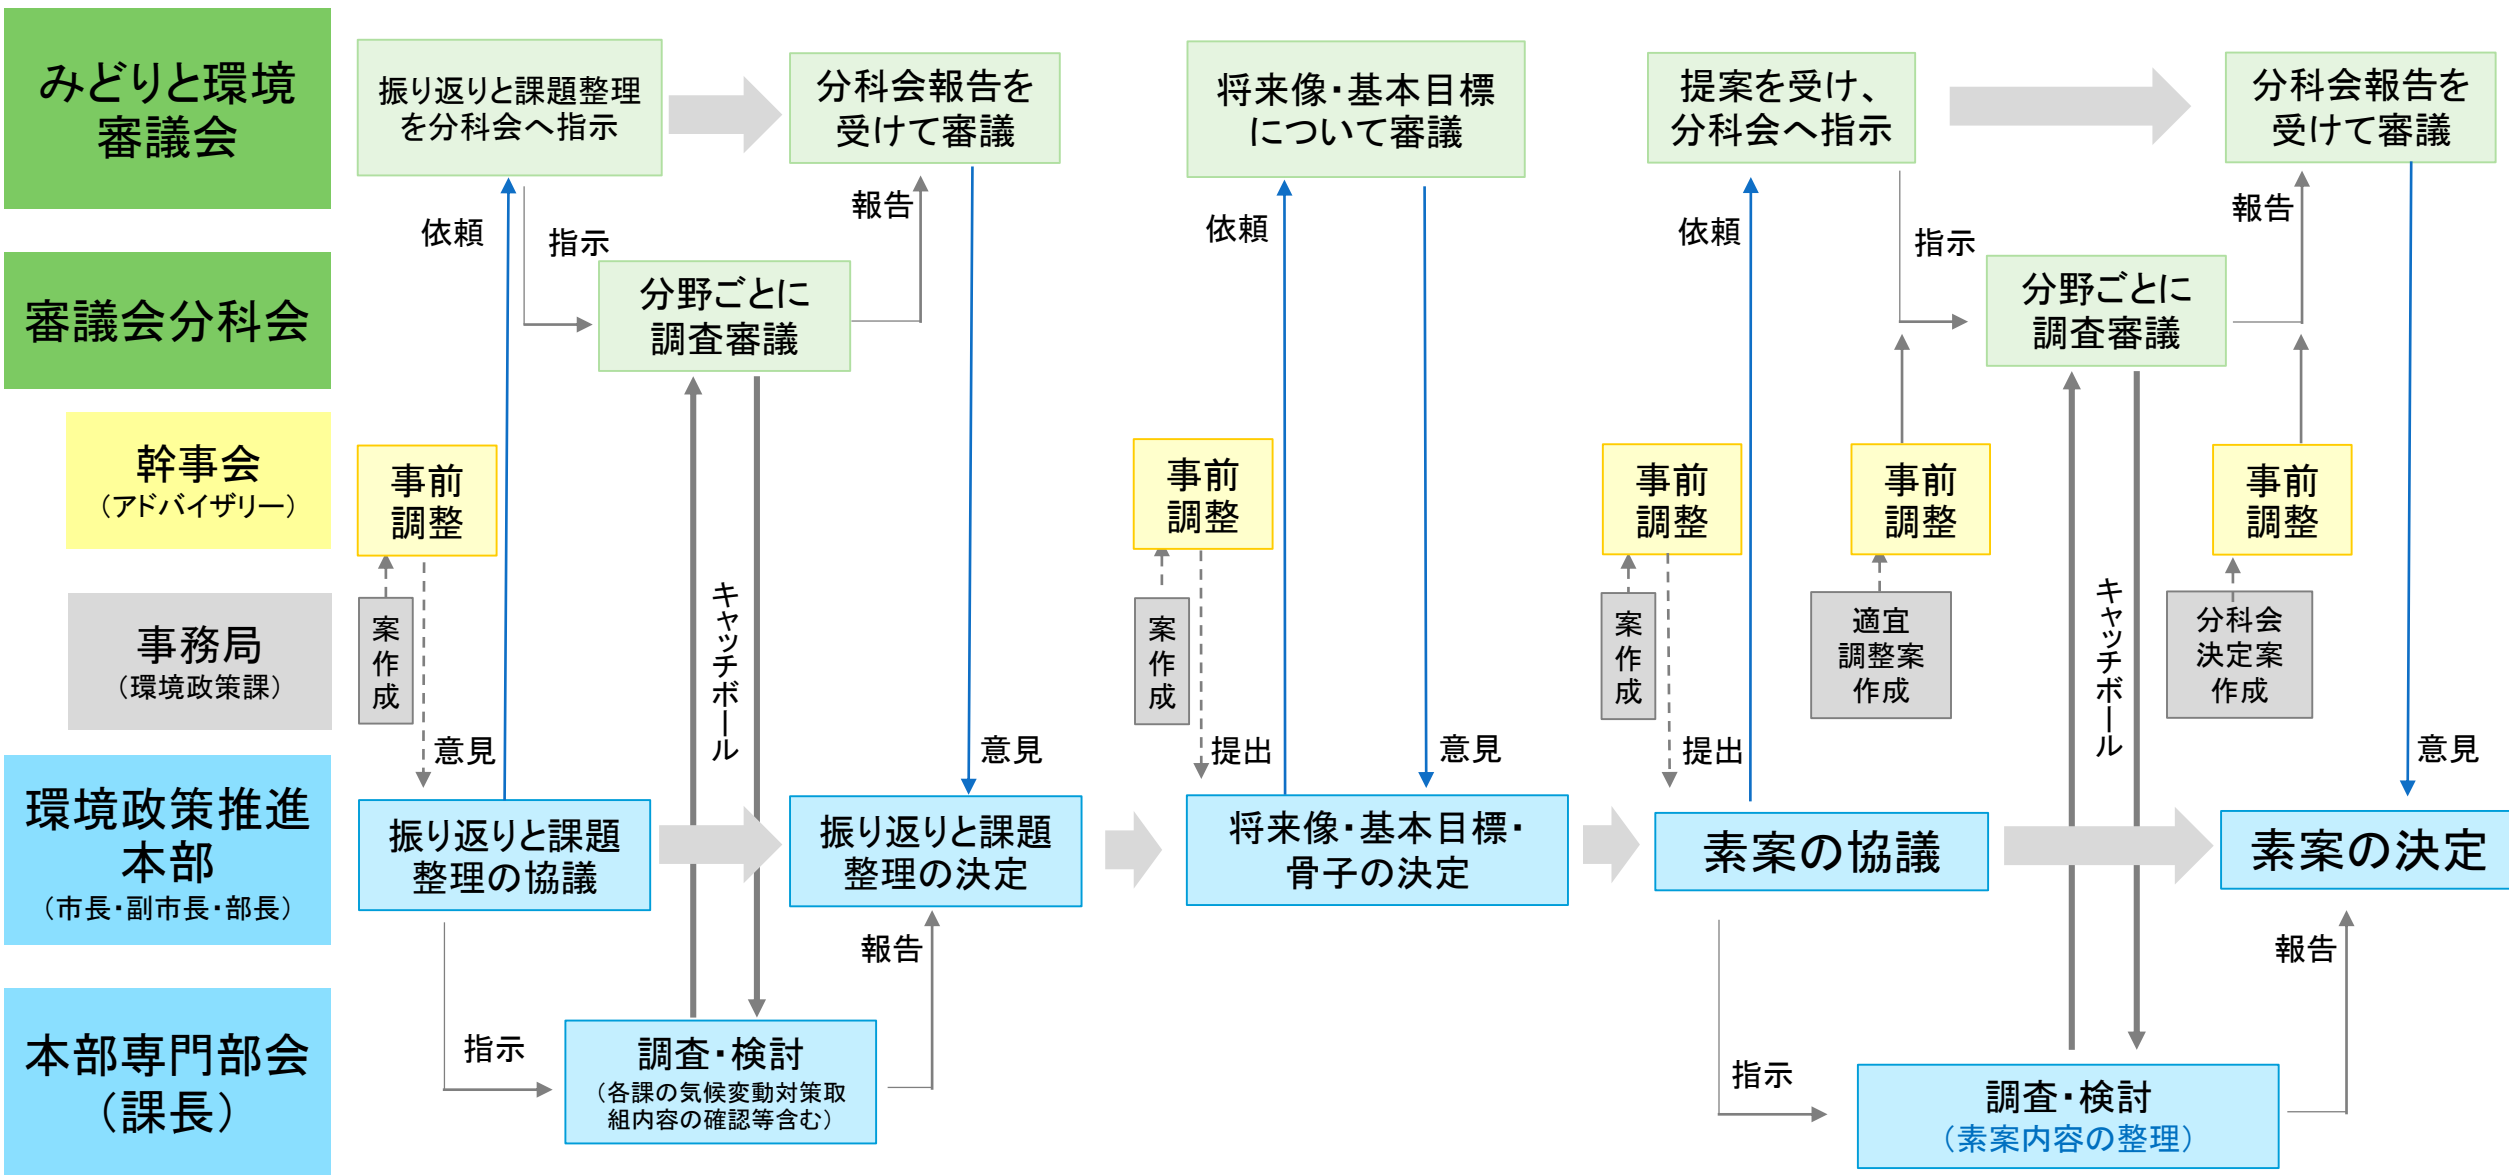 みどりと環境
審議会
振り返りと課題整理
を分科会へ指示
分科会報告を
受けて審議
将来像・基本目標
について審議
提案を受け、
分科会へ指示
分科会報告を
受けて審議
依頼
指示
報告
依頼
依頼
指示
報告
審議会分科会
分野ごとに
調査審議
分野ごとに
調査審議
幹事会
（アドバイザリー）
事前
調整
事前
調整
事前
調整
事前
調整
事前
調整
事務局
（環境政策課）
案作成
キャッチボール
案作成
案作成
適宜
調整案
作成
キャッチボール
分科会
決定案
作成
意見
意見
提出
意見
提出
意見
環境政策推進
本部
（市長・副市長・部長）
振り返りと課題
整理の協議
振り返りと課題
整理の決定
将来像・基本目標・
骨子の決定
素案の協議
素案の決定
報告
報告
本部専門部会
（課長）
指示
調査・検討
（各課の気候変動対策取
組内容の確認等含む）
指示
調査・検討
（素案内容の整理）